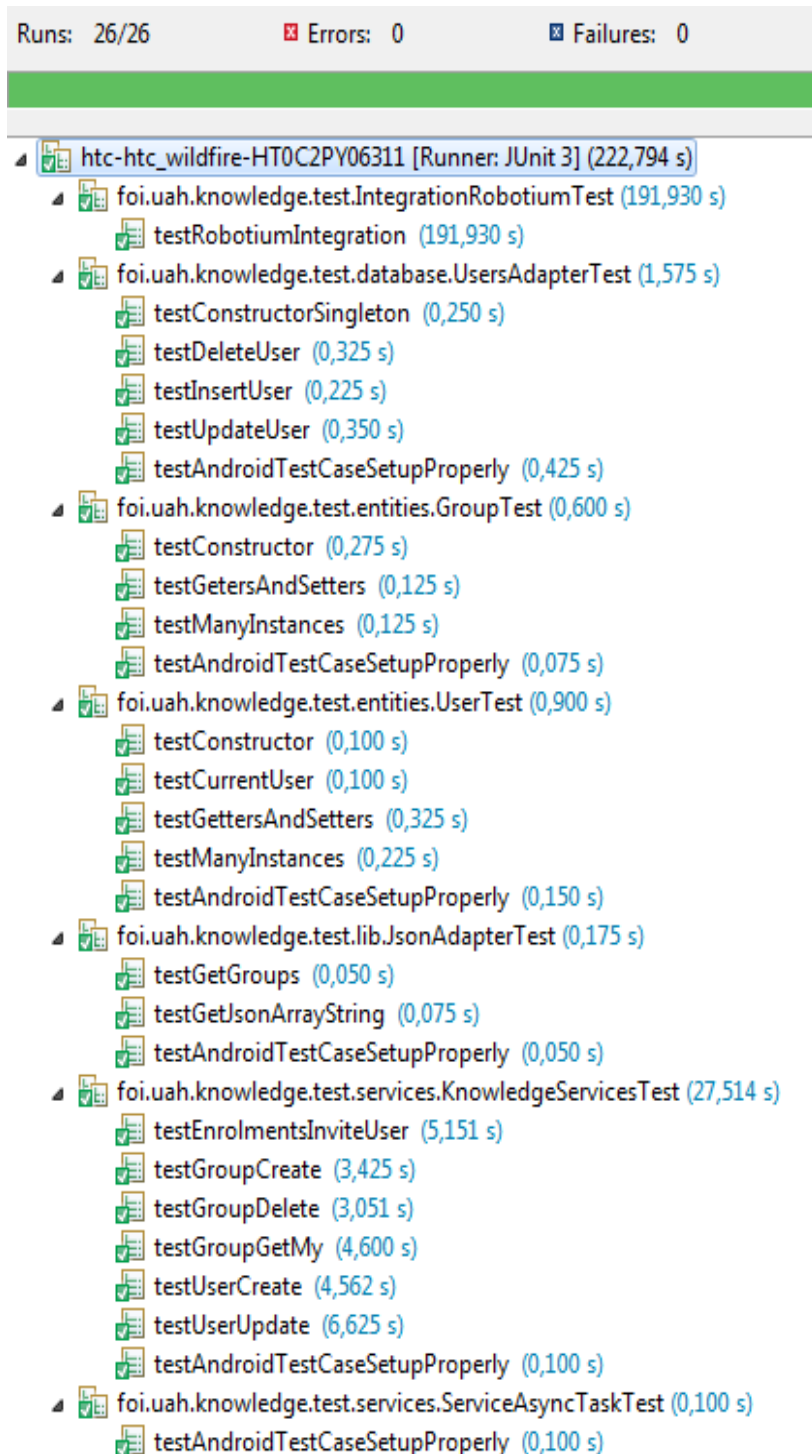 Runs: 26/26 Errors: 0 Failures: 0
htc-htc_wildfire-HT0C2PY06311 [Runner: JUnit 3] (222,794 s)
foi.uah.knowledge.test.IntegrationRobotiumTest (191,930 s)
testRobotiumIntegration (191,930 s)
foi.uah.knowledge.test.database.UsersAdapterTest (1,575 s)
testConstructorSingleton (0,250 s)
testDeleteUser (0,325 s)
testInsertUser (0,225 s)
testUpdateUser (0,350 s)
testAndroidTestCaseSetupProperly (0,425 s)
foi.uah.knowledge.test.entities.GroupTest (0,600 s)
testConstructor (0,275 s)
testGetersAndSetters (0,125 s)
testManyInstances (0,125 s)
testAndroidTestCaseSetupProperly (0,075 s)
foi.uah.knowledge.test.entities.UserTest (0,900 s)
testConstructor (0,100 s)
testCurrentUser (0,100 s)
testGettersAndSetters (0,325 s)
testManyInstances (0,225 s)
testAndroidTestCaseSetupProperly (0,150 s)
foi.uah.knowledge.test.lib.JsonAdapterTest (0,175 s)
testGetGroups (0,050 s)
testGetJsonArrayString (0,075 s)
testAndroidTestCaseSetupProperly (0,050 s)
foi.uah.knowledge.test.services.KnowledgeServicesTest (27,514 s)
testEnrolmentsInviteUser (5,151 s)
testGroupCreate (3,425 s)
testGroupDelete (3,051 s)
testGroupGetMy (4,600 s)
testUserCreate (4,562 s)
testUserUpdate (6,625 s)
testAndroidTestCaseSetupProperly (0,100 s)
foi.uah.knowledge.test.services.ServiceAsyncTaskTest (0,100 s)
testAndroidTestCaseSetupProperly (0,100 s)